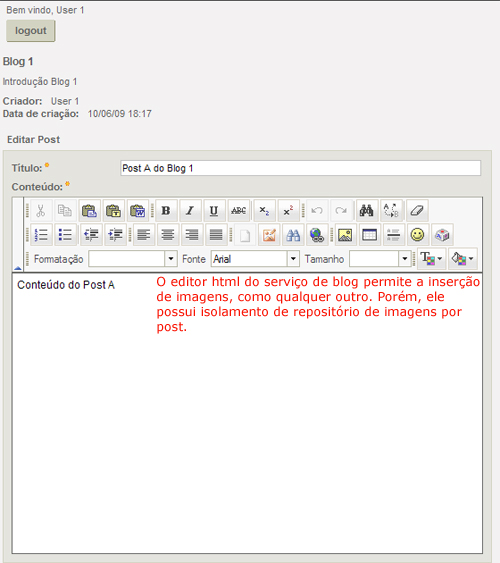 Bem vindo, User 1
logout
Blog 1
Introdução Blog 1
Criador: User 1
Data de criação: 10/06/09 18:17
Editar Post
Título:
Post A do Blog 1
Conteúdo:
B I U ABC x₂ x²
Formatação Fonte Arial Tamanho
Conteúdo do Post A
O editor html do serviço de blog permite a inserção
de imagens, como qualquer outro. Porém, ele
possui isolamento de repositório de imagens por
post.